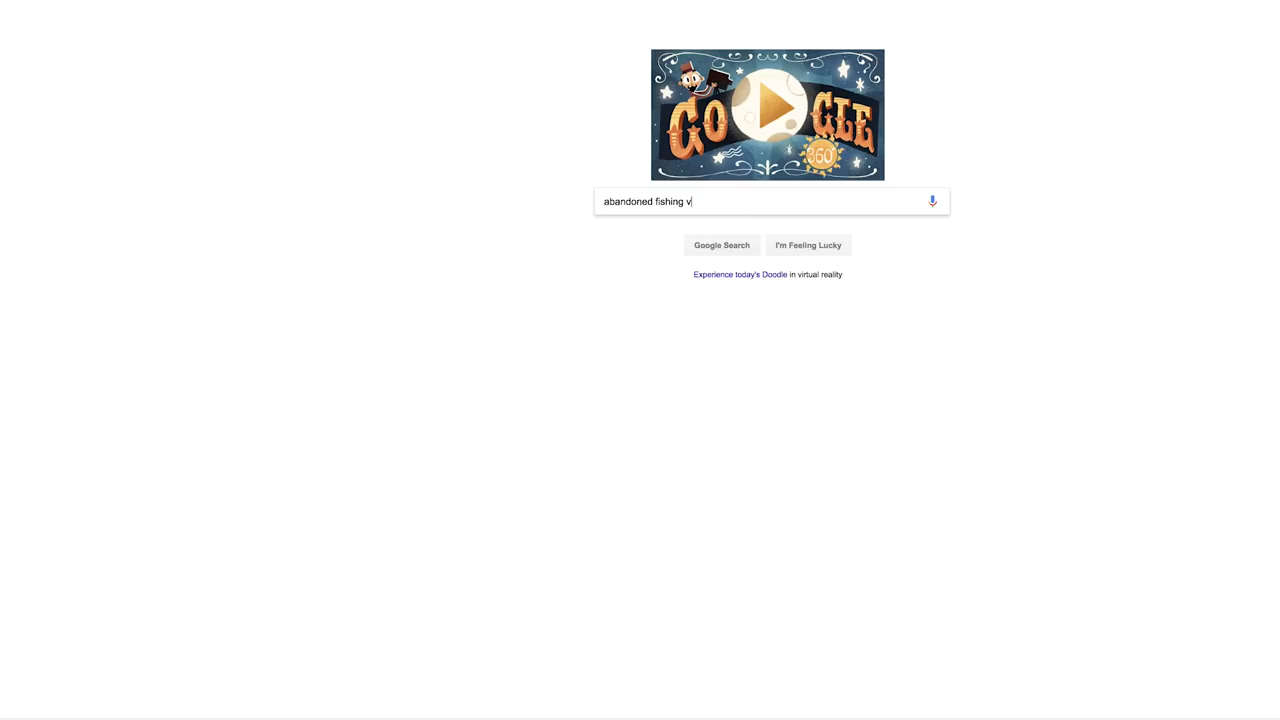 GOOGLE
360°
abandoned fishing v
Google Search
I'm Feeling Lucky
Experience today's Doodle in virtual reality